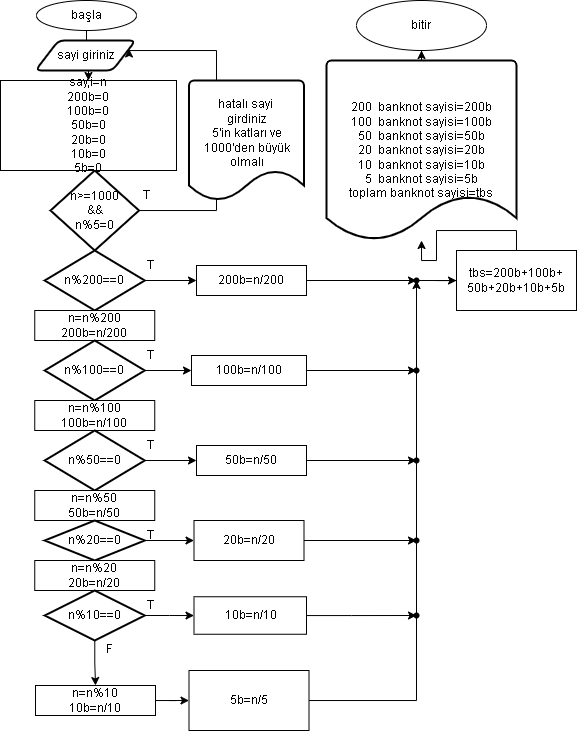 başla
sayi giriniz
sayi=n
200b=0
100b=0
50b=0
20b=0
10b=0
5b=0
hatalı sayi
girdiniz
5'in katları ve
1000'den büyük
olmalı
n>=1000
&&
n%5=0
T
n%200==0
T
200b=n/200
n=n%200
200b=n/200
n%100==0
T
100b=n/100
n=n%100
100b=n/100
n%50==0
T
50b=n/50
n=n%50
50b=n/50
n%20==0
T
20b=n/20
n=n%20
20b=n/20
n%10==0
T
10b=n/10
F
n=n%10
10b=n/10
5b=n/5
tbs=200b+100b+
50b+20b+10b+5b
200 banknot sayisi=200b
100 banknot sayisi=100b
50 banknot sayisi=50b
20 banknot sayisi=20b
10 banknot sayisi=10b
5 banknot sayisi=5b
toplam banknot sayisi=tbs
bitir